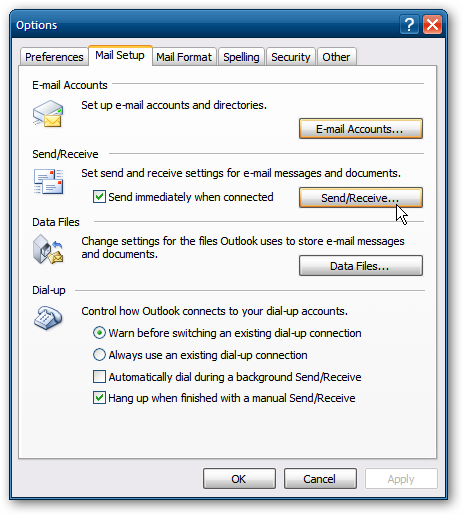 Options
Preferences Mail Setup Mail Format Spelling Security Other
E-mail Accounts
Set up e-mail accounts and directories.
E-mail Accounts...
Send/Receive
Set send and receive settings for e-mail messages and documents.
Send immediately when connected Send/Receive...
Data Files
Change settings for the files Outlook uses to store e-mail messages
and documents.
Data Files...
Dial-up
Control how Outlook connects to your dial-up accounts.
Warn before switching an existing dial-up connection
Always use an existing dial-up connection
Automatically dial during a background Send/Receive
Hang up when finished with a manual Send/Receive
OK Cancel Apply